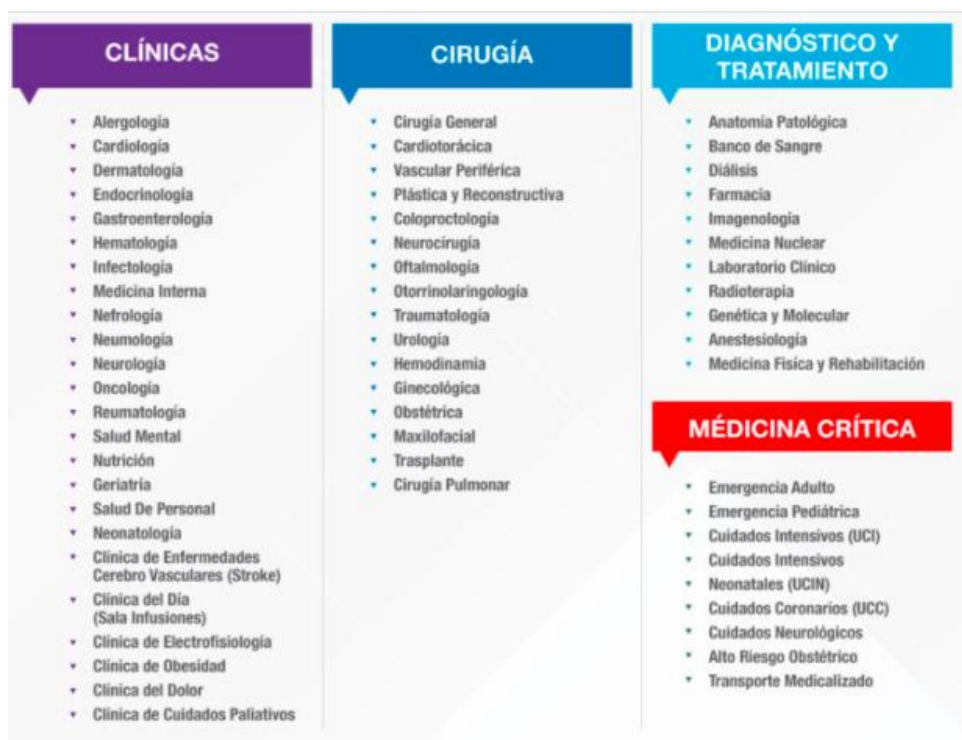 CLÍNICAS
Alergología
Cardiología
Dermatología
Endocrinología
Gastroenterología
Hematología
Infectología
Medicina Interna
Nefrología
Neumología
Neurología
Oncología
Reumatología
Salud Mental
Nutrición
Geriatría
Salud De Personal
Neonatología
Clínica de Enfermedades
Cerebro Vasculares (Stroke)
Clínica del Día
(Sala Infusiones)
Clínica de Electrofisiología
Clínica de Obesidad
Clínica del Dolor
Clínica de Cuidados Paliativos
CIRUGÍA
Cirugía General
Cardiotorácica
Vascular Periférica
Plástica y Reconstructiva
Coloproctología
Neurocirugía
Oftalmología
Otorrinolaringología
Traumatología
Urología
Hemodinamia
Ginecológica
Obstétrica
Maxilofacial
Trasplante
Cirugía Pulmonar
DIAGNÓSTICO Y
TRATAMIENTO
Anatomía Patológica
Banco de Sangre
Diálisis
Farmacia
Imagenología
Medicina Nuclear
Laboratorio Clínico
Radioterapia
Genética y Molecular
Anestesiología
Medicina Fisíca y Rehabilitación
MÉDICINA CRÍTICA
Emergencia Adulto
Emergencia Pediátrica
Cuidados Intensivos (UCI)
Cuidados Intensivos
Neonatales (UCIN)
Cuidados Coronarios (UCC)
Cuidados Neurológicos
Alto Riesgo Obstétrico
Transporte Medicalizado